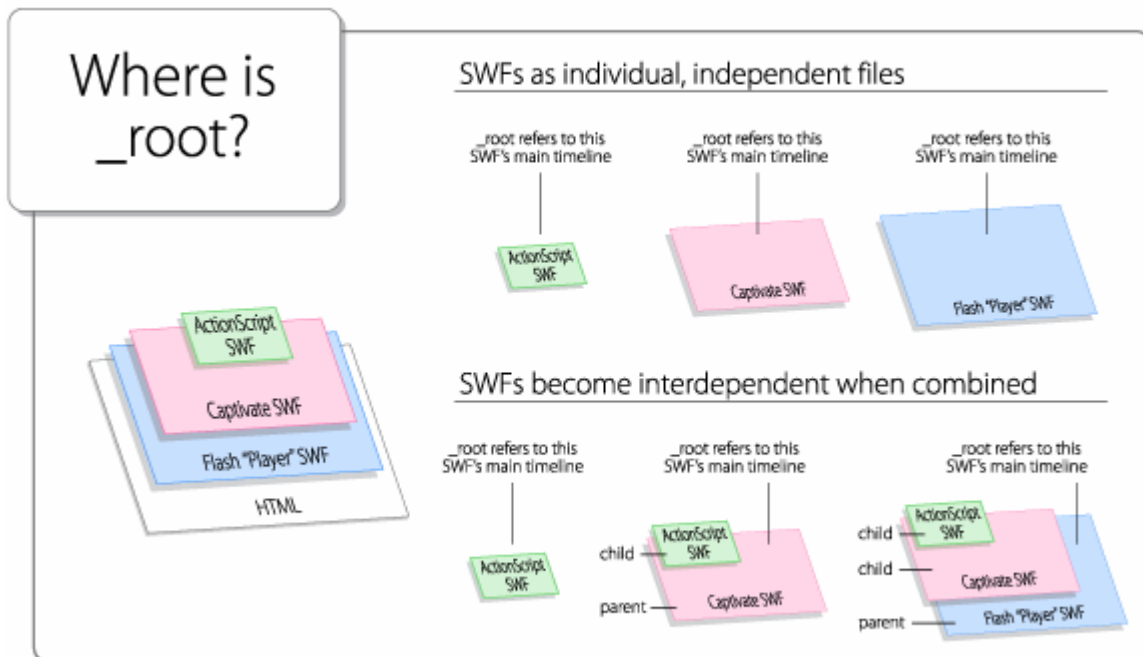 Where is
_root?
SWFs as individual, independent files
_root refers to this
SWF's main timeline
_root refers to this
SWF's main timeline
_root refers to this
SWF's main timeline
ActionScript
SWF
Captivate SWF
Flash "Player" SWF
ActionScript
SWF
Captivate SWF
Flash "Player" SWF
HTML
SWFs become interdependent when combined
_root refers to this
SWF's main timeline
_root refers to this
SWF's main timeline
_root refers to this
SWF's main timeline
ActionScript
SWF
child
ActionScript
SWF
parent
Captivate SWF
child
ActionScript
SWF
child
Captivate SWF
parent
Flash "Player" SWF